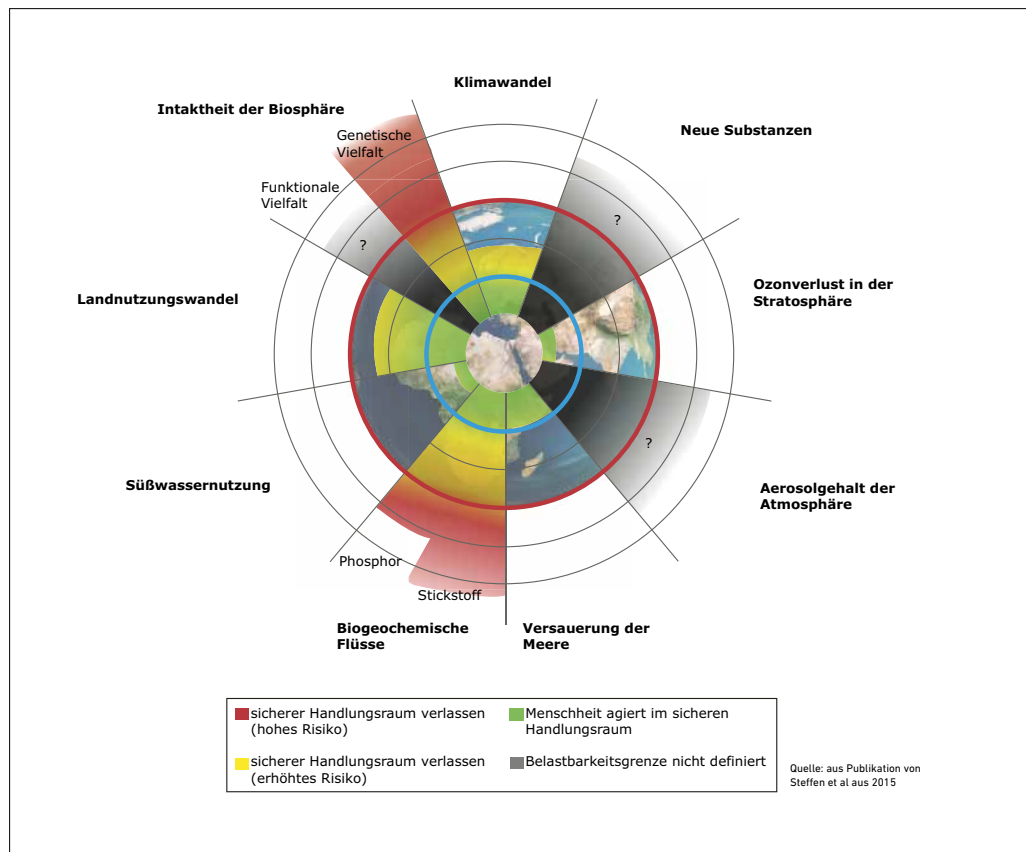 Klimawandel
Intaktheit der Biosphäre
Neue Substanzen
Genetische
Vielfalt
Funktionale
Vielfalt
?
?
Landnutzungswandel
Ozonverlust in der
Stratosphäre
?
Süßwassernutzung
Aerosolgehalt der
Atmosphäre
Phosphor
Stickstoff
Biogeochemische
Flüsse
Versauerung der
Meere
sicherer Handlungsraum verlassen
(hohes Risiko)
Menschheit agiert im sicheren
Handlungsraum
sicherer Handlungsraum verlassen
(erhöhtes Risiko)
Belastbarkeitsgrenze nicht definiert
Quelle: aus Publikation von
Steffen et al aus 2015